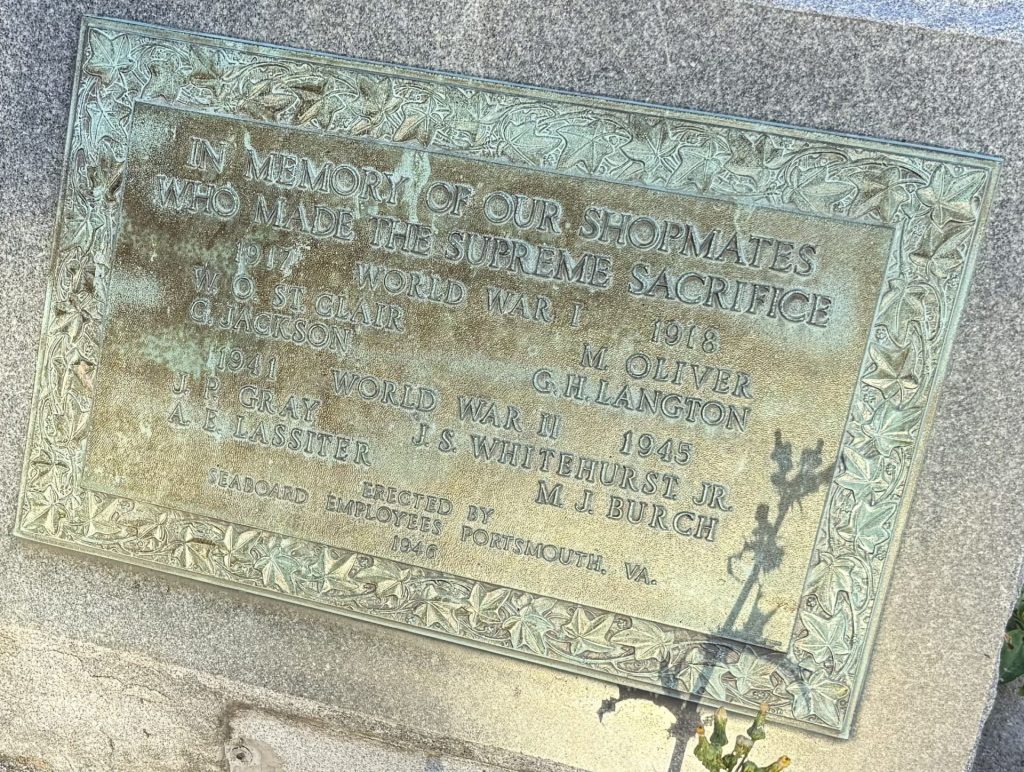 IN MEMORY OF OUR SHOPMATES
WHO MADE THE SUPREME SACRIFICE
1917 WORLD WAR I 1918
W. O. ST. CLAIR M. OLIVER
G. JACKSON G. H. LANGTON
1941 WORLD WAR II 1945
J. P. GRAY J. S. WHITEHURST JR.
A. E. LASSITER M. J. BURCH
ERECTED BY
SEABOARD EMPLOYEES PORTSMOUTH, VA.
1946